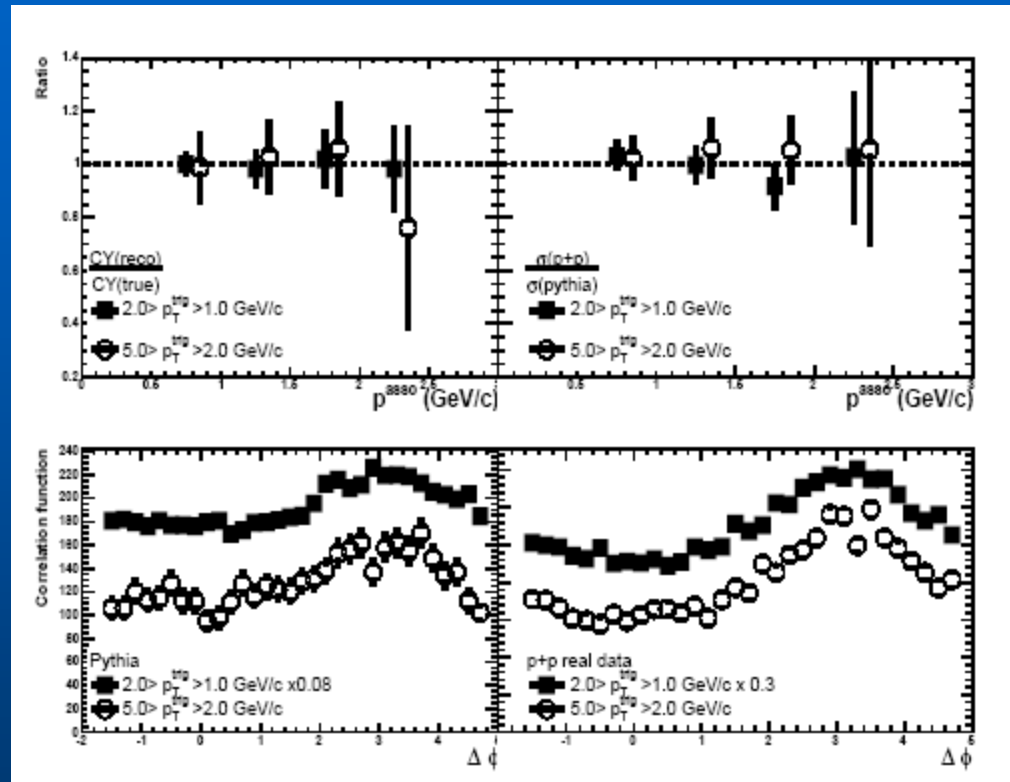 Ratio
1.4
1.2
1
0.8
0.6
0.4
0.2
CY(reco)
CY(true)
2.0> p_T^trig >1.0 GeV/c
5.0> p_T^trig >2.0 GeV/c
0 0.5 1 1.5 2 2.5
(GeV/c)
σ(p+p)
σ(pythia)
2.0> p_T^trig >1.0 GeV/c
5.0> p_T^trig >2.0 GeV/c
0.5 1 1.5 2 2.5 3
(GeV/c)
Correlation function
240
220
200
180
160
140
120
100
80
60
40
20
0
Pythia
2.0> p_T^trig >1.0 GeV/c x0.08
5.0> p_T^trig >2.0 GeV/c
-2 -1 0 1 2 3 4
Δ ϕ
p+p real data
2.0> p_T^trig >1.0 GeV/c x 0.3
5.0> p_T^trig >2.0 GeV/c
-1 0 1 2 3 4 5
Δ ϕ